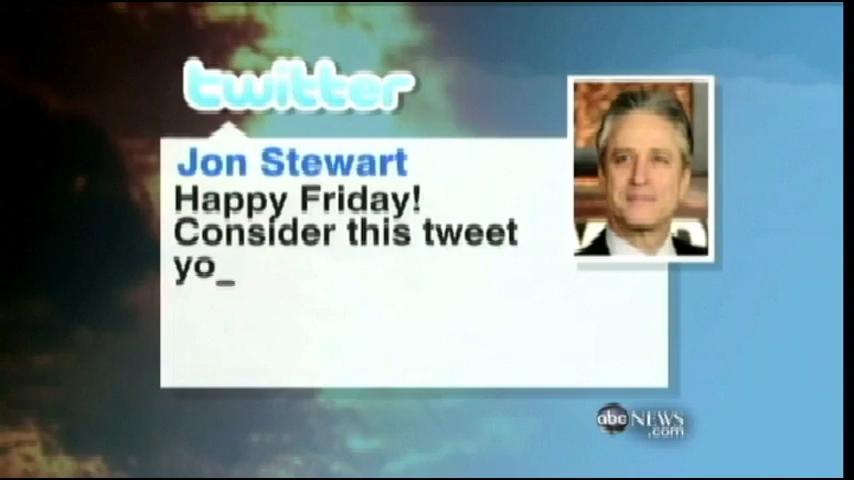 twitter
Jon Stewart
Happy Friday!
Consider this tweet
yo_
abc NEWS
.com